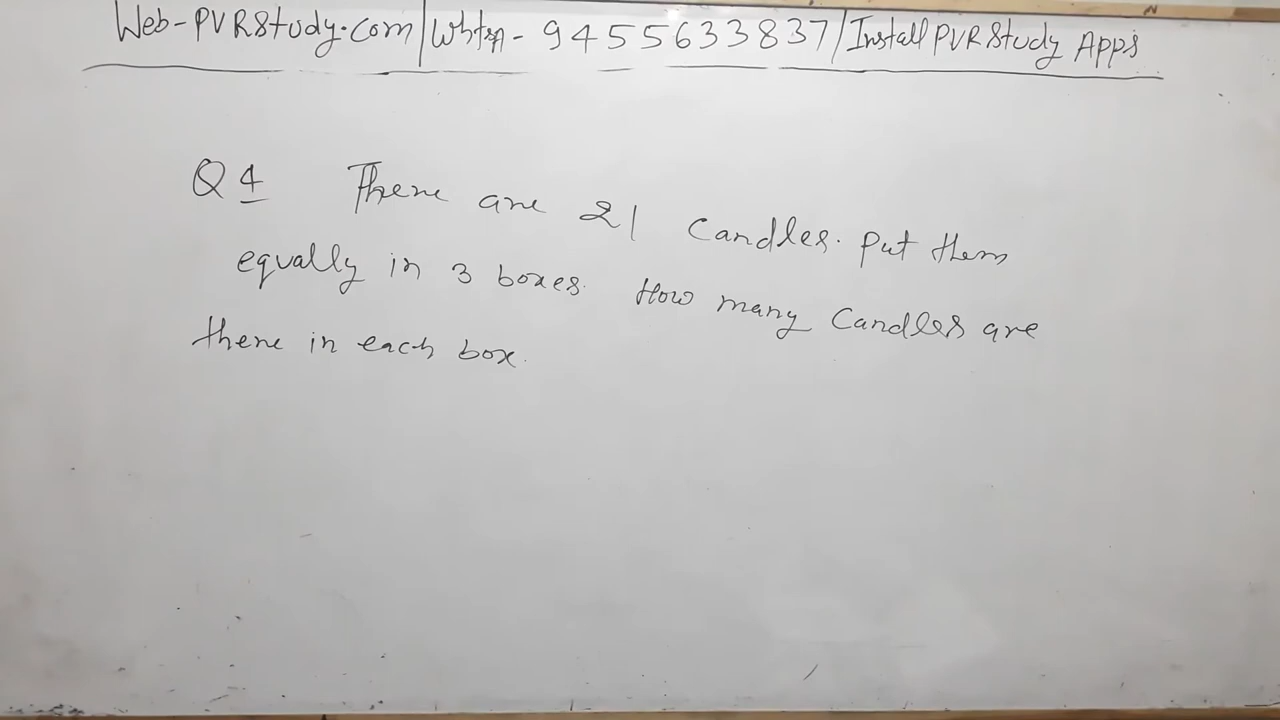 Web-PVRStudy.com/Whtsp-9455633837/Install PVR Study Apps
Q4 There are 21 Candles. Put them
equally in 3 boxes. How many Candles are
there in each box.